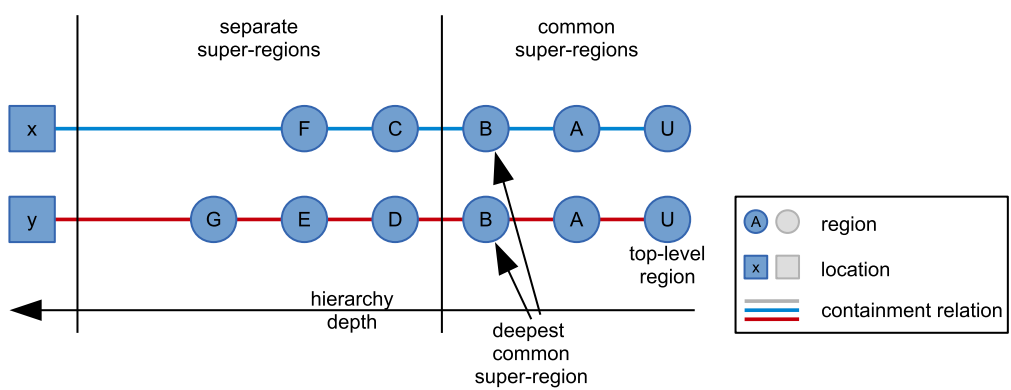 separate
super-regions
common
super-regions
x F C B A U
y G E D B A U
top-level
region
hierarchy
depth
deepest
common
super-region
A region
x location
containment relation